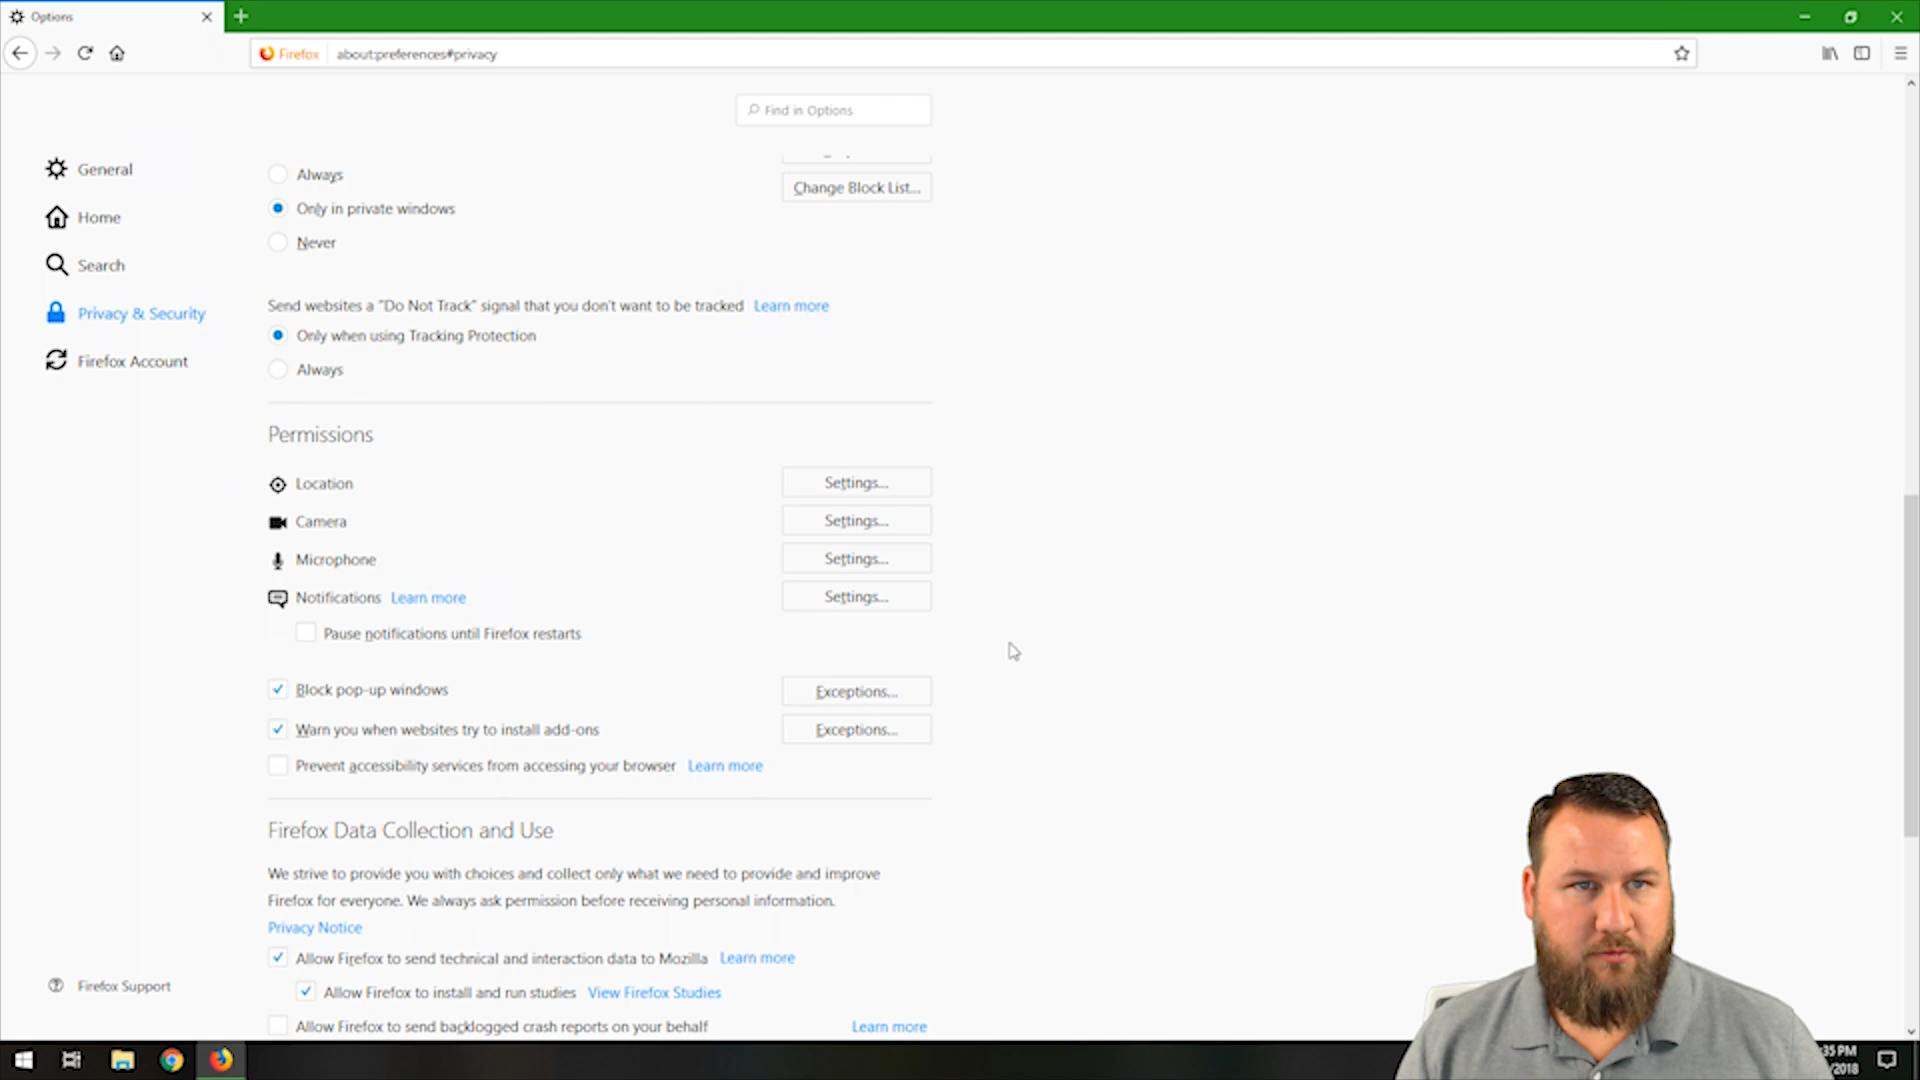 Options
Firefox
about:preferences#privacy
Find in Options
General
Home
Search
Privacy & Security
Firefox Account
Firefox Support
Always
Change Block List...
Only in private windows
Never
Send websites a "Do Not Track" signal that you don't want to be tracked Learn more
Only when using Tracking Protection
Always
Permissions
Location Settings...
Camera Settings...
Microphone Settings...
Notifications Learn more Settings...
Pause notifications until Firefox restarts
Block pop-up windows Exceptions...
Warn you when websites try to install add-ons Exceptions...
Prevent accessibility services from accessing your browser Learn more
Firefox Data Collection and Use
We strive to provide you with choices and collect only what we need to provide and improve
Firefox for everyone. We always ask permission before receiving personal information.
Privacy Notice
Allow Firefox to send technical and interaction data to Mozilla Learn more
Allow Firefox to install and run studies View Firefox Studies
Allow Firefox to send backlogged crash reports on your behalf Learn more
:35 PM
/2018